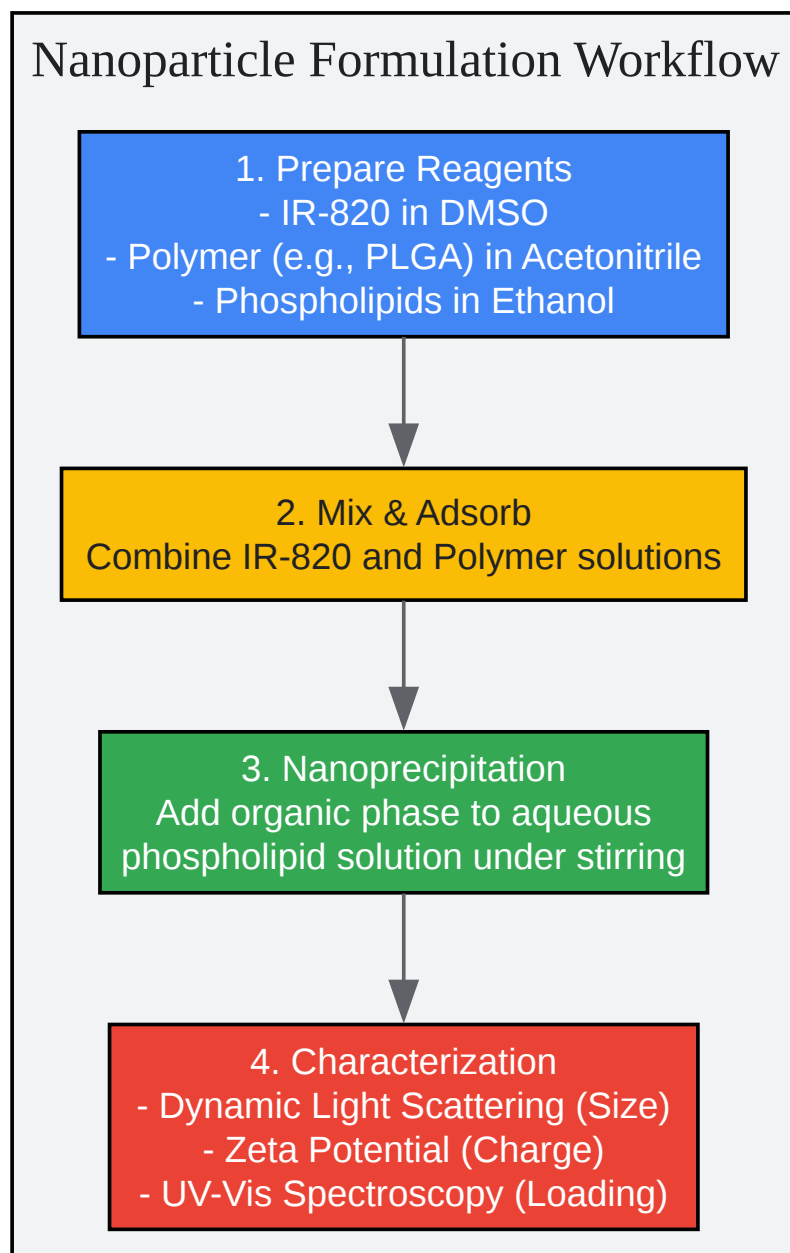 Nanoparticle Formulation Workflow
1. Prepare Reagents
- IR-820 in DMSO
- Polymer (e.g., PLGA) in Acetonitrile
- Phospholipids in Ethanol
2. Mix & Adsorb
Combine IR-820 and Polymer solutions
3. Nanoprecipitation
Add organic phase to aqueous
phospholipid solution under stirring
4. Characterization
- Dynamic Light Scattering (Size)
- Zeta Potential (Charge)
- UV-Vis Spectroscopy (Loading)